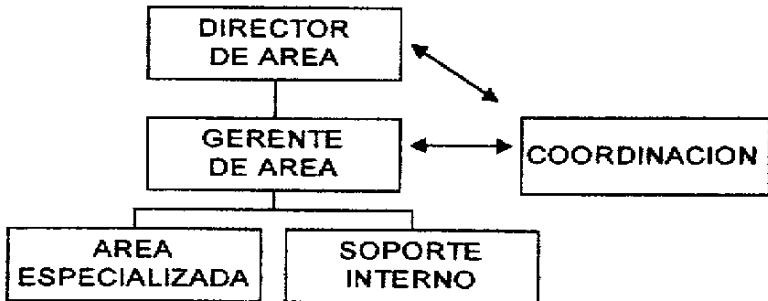 DIRECTOR
DE AREA
GERENTE
DE AREA
COORDINACION
AREA
ESPECIALIZADA
SOPORTE
INTERNO